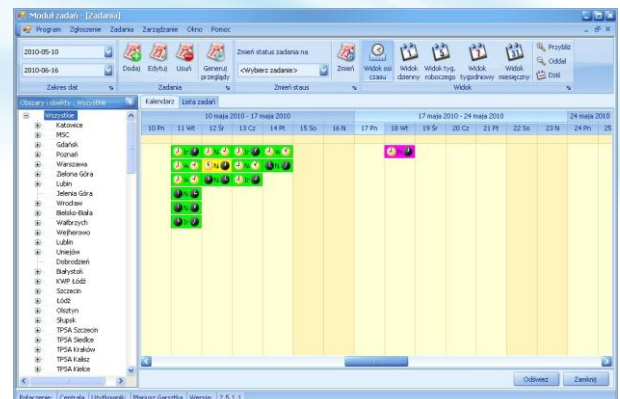 Moduł zadań - [Zadania]
Program Zgłoszenie Zadania Zarządzanie Okno Pomoc
2010-05-10
2010-06-16
Zakres dat
Dodaj Edytuj Usuń Generuj przeglądy
Zadania
Zmień status zadania na
<Wybierz zadanie>
Zmień
Zmień staus
Widok osi czasu
Widok dzienny
Widok tyg. roboczego
Widok tygodniowy
Widok miesięczny
Przybliż
Oddal
Dziś
Widok
Obszary i obiekty : Wszystkie
Kalendarz Lista zadań
10 maja 2010 - 17 maja 2010 17 maja 2010 - 24 maja 2010 24 maja 2010
10 Pn 11 Wt 12 Śr 13 Cz 14 Pt 15 So 16 N 17 Pn 18 Wt 19 Śr 20 Cz 21 Pt 22 So 23 N 24 Pn 25
Wszystkie
Katowice
MSC
Gdańsk
Poznań
Warszawa
Zielona Góra
Lubin
Jelenia Góra
Wrocław
Bielsko-Biała
Wałbrzych
Wejherowo
Lublin
Uniejów
Dobrodzień
Białystok
KWP Łódź
Szczecin
Łódź
Olsztyn
Słupsk
TPSA Szczecin
TPSA Siedlce
TPSA Kraków
TPSA Kalisz
TPSA Kielce
Odśwież Zamknij
Połączenie: Centrala Użytkownik: Mariusz Garystka Wersja: 2.5.1.1